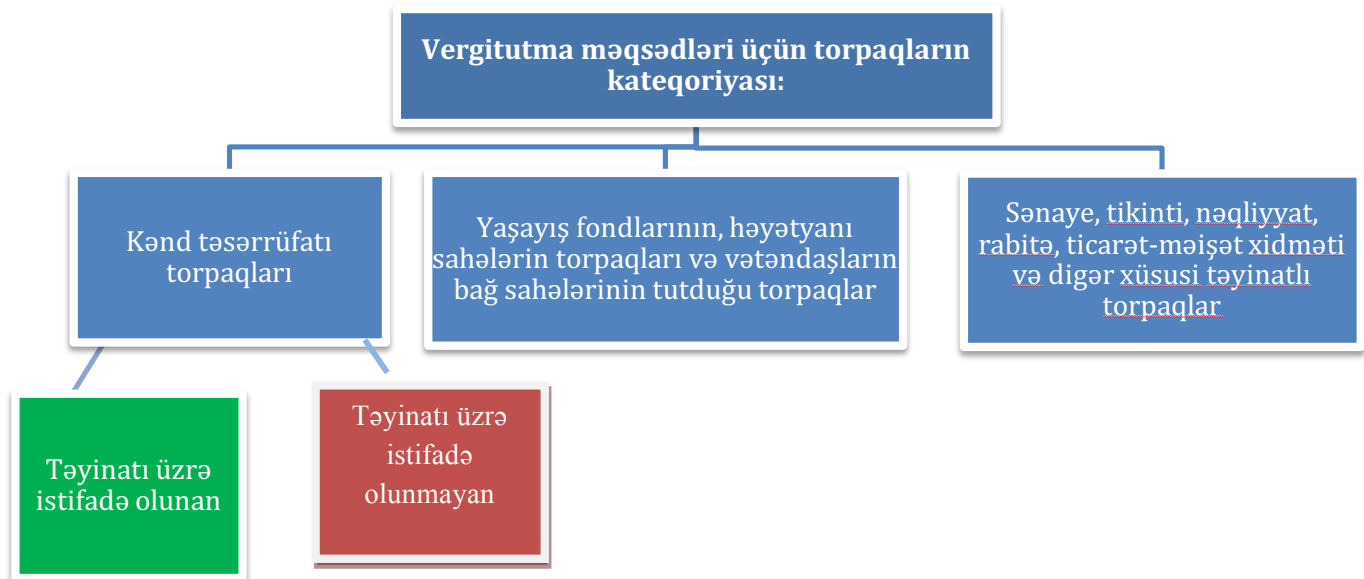 Vergitutma məqsədləri üçün torpaqların
kateqoriyası:
Kənd təsərrüfatı
torpaqları
Yaşayış fondlarının, həyətyanı
sahələrin torpaqları və vətəndaşların
bağ sahələrinin tutduğu torpaqlar
Sənaye, tikinti, nəqliyyat,
rabitə, ticarət-məişət xidməti
və digər xüsusi təyinatlı
torpaqlar
Təyinatı üzrə
istifadə olunan
Təyinatı üzrə
istifadə
olunmayan